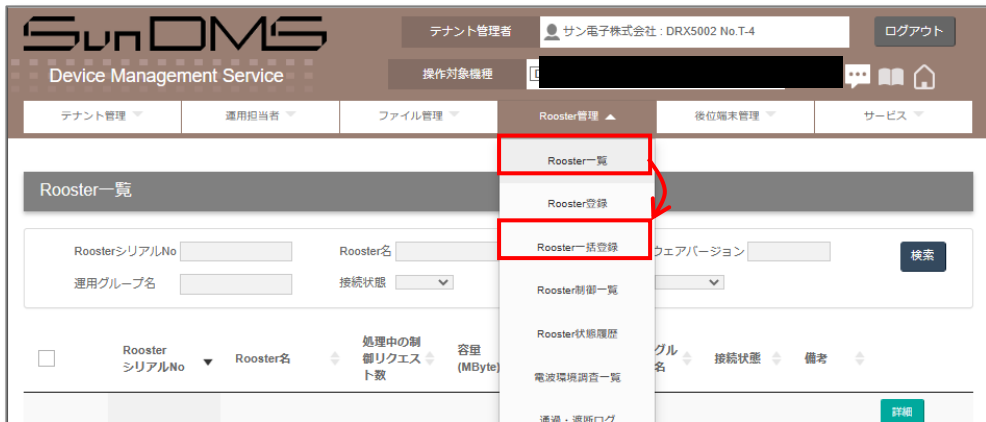 SunDMS
テナント管理者
サン電子株式会社 : DRX5002 No.T-4
ログアウト
Device Management Service
操作対象機種
テナント管理
運用担当者
ファイル管理
Rooster管理
後位端末管理
サービス
Rooster一覧
Rooster登録
Rooster一括登録
Rooster制御一覧
Rooster状態履歴
電波環境調査一覧
通過・遮断ログ
Rooster一覧
RoosterシリアルNo
Rooster名
ウェアバージョン
検索
運用グループ名
接続状態
Rooster
シリアルNo
Rooster名
処理中の制
御リクエス
ト数
容量
(MByte)
グル
名
接続状態
備考
詳細